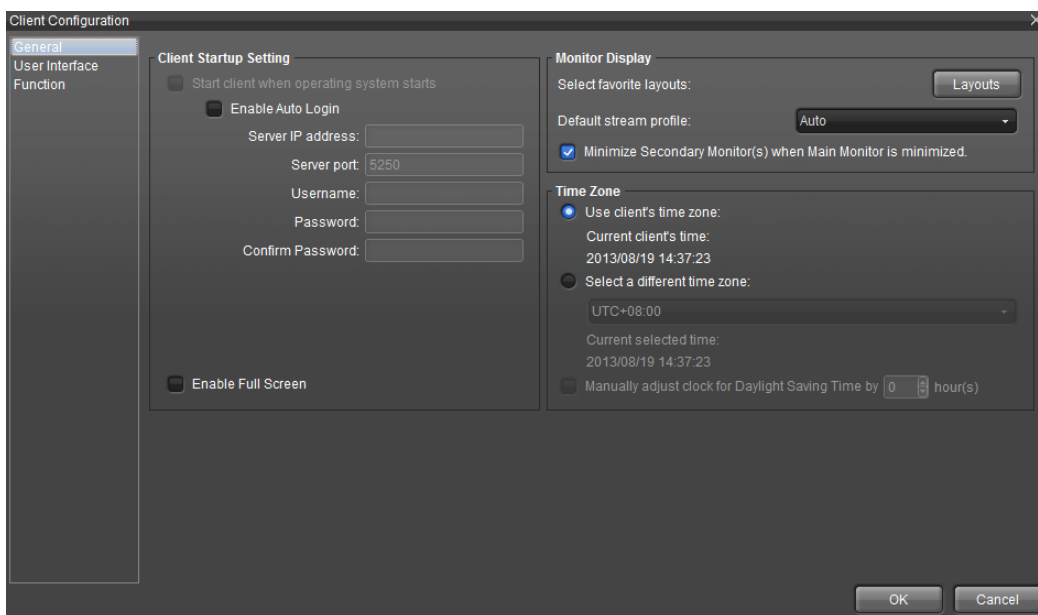 Client Configuration
General
User Interface
Function
Client Startup Setting
Start client when operating system starts
Enable Auto Login
Server IP address:
Server port: 5250
Username:
Password:
Confirm Password:
Enable Full Screen
Monitor Display
Select favorite layouts: Layouts
Default stream profile: Auto
Minimize Secondary Monitor(s) when Main Monitor is minimized.
Time Zone
Use client's time zone:
Current client's time:
2013/08/19 14:37:23
Select a different time zone:
UTC+08:00
Current selected time:
2013/08/19 14:37:23
Manually adjust clock for Daylight Saving Time by 0 hour(s)
OK Cancel